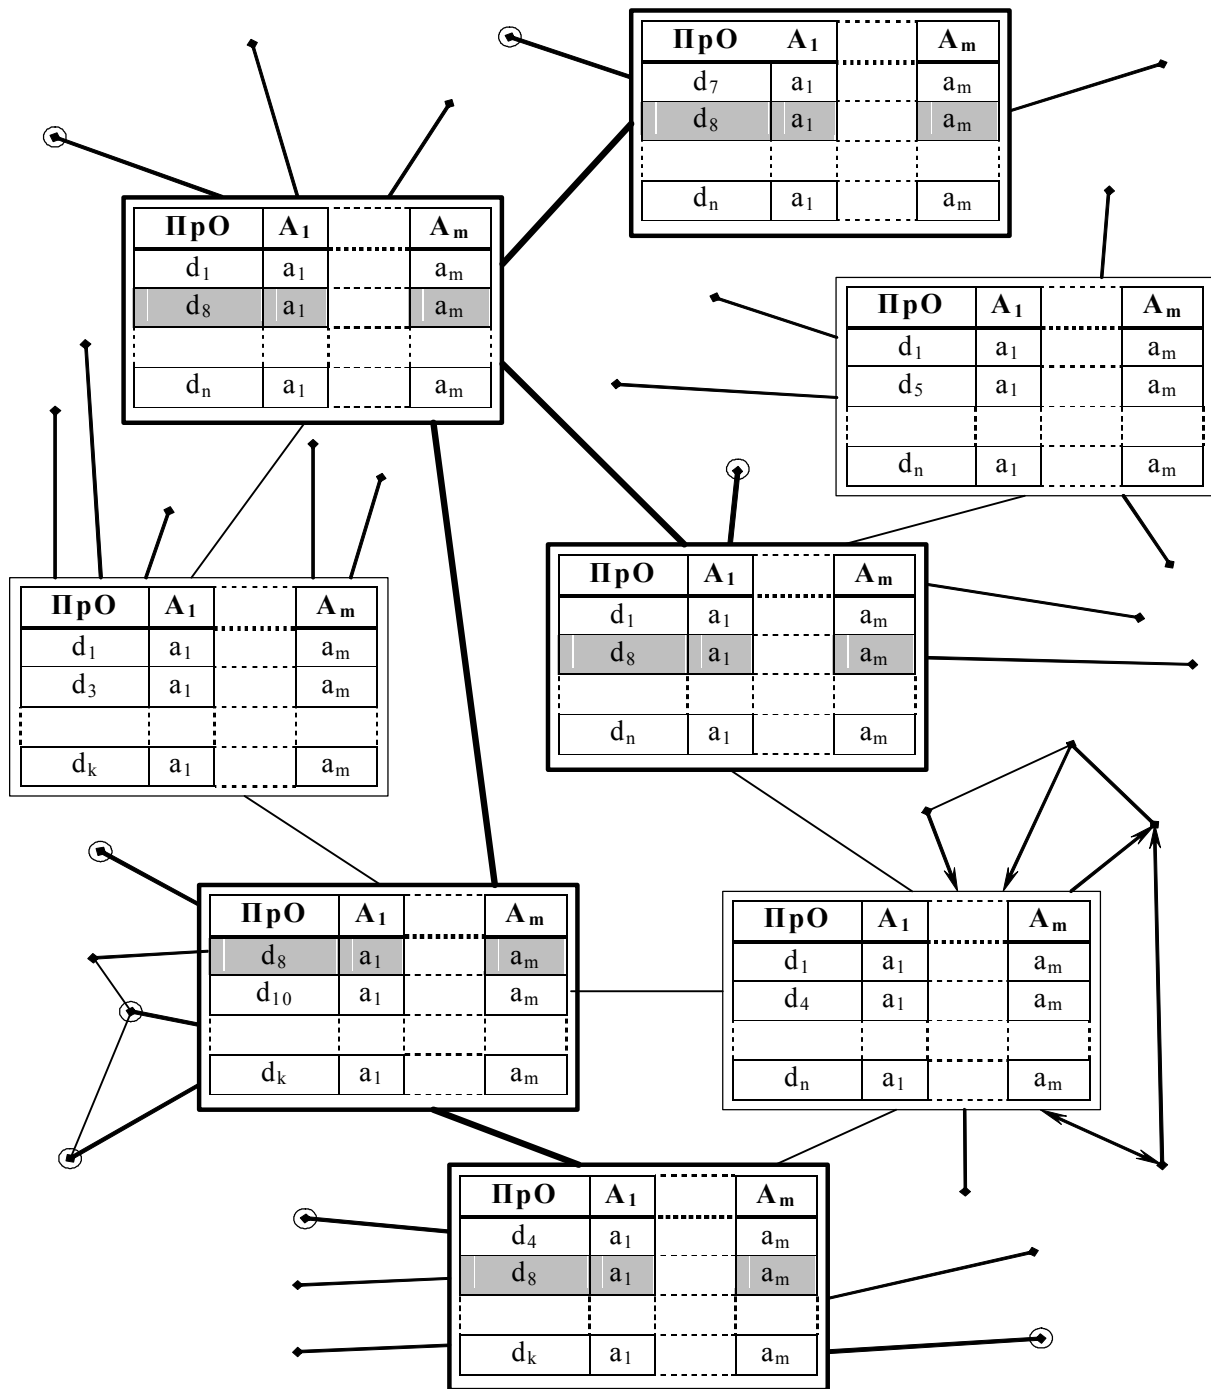 ПрО A₁ Aₘ
d₇ a₁ aₘ
d₈ a₁ aₘ
dₙ a₁ aₘ
ПрО A₁ Aₘ
d₁ a₁ aₘ
d₈ a₁ aₘ
dₙ a₁ aₘ
ПрО A₁ Aₘ
d₁ a₁ aₘ
d₅ a₁ aₘ
dₙ a₁ aₘ
ПрО A₁ Aₘ
d₁ a₁ aₘ
d₈ a₁ aₘ
dₙ a₁ aₘ
ПрО A₁ Aₘ
d₁ a₁ aₘ
d₃ a₁ aₘ
dₖ a₁ aₘ
ПрО A₁ Aₘ
d₈ a₁ aₘ
d₁₀ a₁ aₘ
dₖ a₁ aₘ
ПрО A₁ Aₘ
d₁ a₁ aₘ
d₄ a₁ aₘ
dₙ a₁ aₘ
ПрО A₁ Aₘ
d₄ a₁ aₘ
d₈ a₁ aₘ
dₖ a₁ aₘ